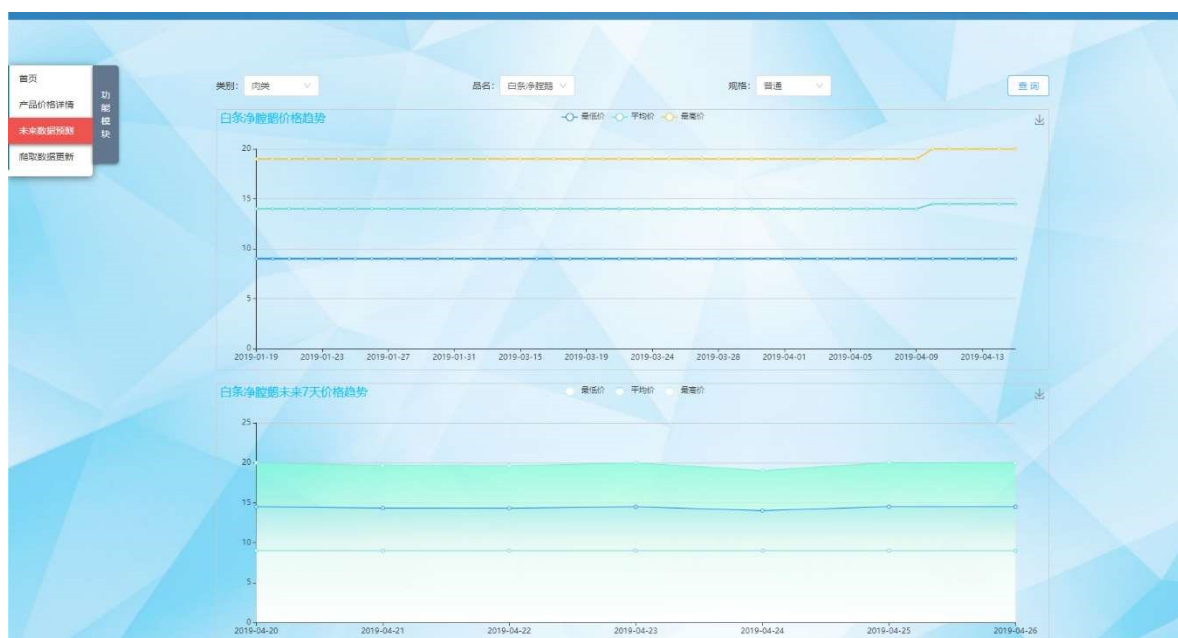 首页
产品价格详情
未来数据预测
爬取数据更新
功能模块
类别: 肉类
品名: 白条净膛鹅
规格: 普通
查询
白条净膛鹅价格趋势
最低价 平均价 最高价
20
15
10
5
0
2019-01-19 2019-01-23 2019-01-27 2019-01-31 2019-03-15 2019-03-19 2019-03-24 2019-03-28 2019-04-01 2019-04-05 2019-04-09 2019-04-13
白条净膛鹅未来7天价格趋势
最低价 平均价 最高价
25
20
15
10
5
0
2019-04-20 2019-04-21 2019-04-22 2019-04-23 2019-04-24 2019-04-25 2019-04-26